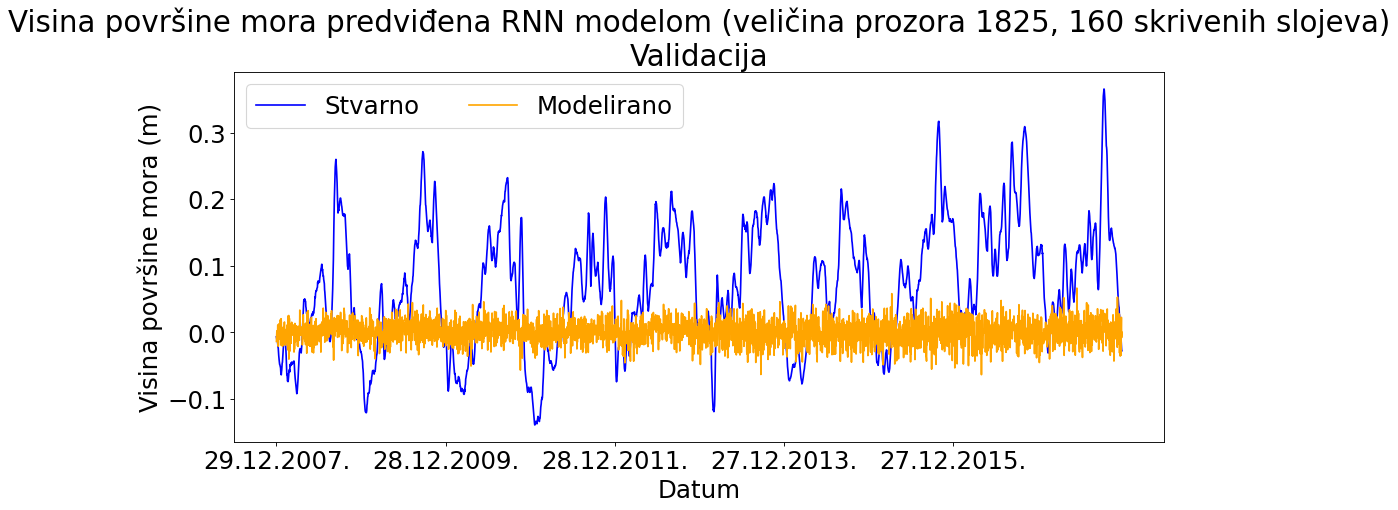 Visina površine mora predviđena RNN modelom (veličina prozora 1825, 160 skrivenih slojeva)
Validacija
Stvarno Modelirano
Visina površine mora (m)
0.3
0.2
0.1
0.0
−0.1
29.12.2007. 28.12.2009. 28.12.2011. 27.12.2013. 27.12.2015.
Datum